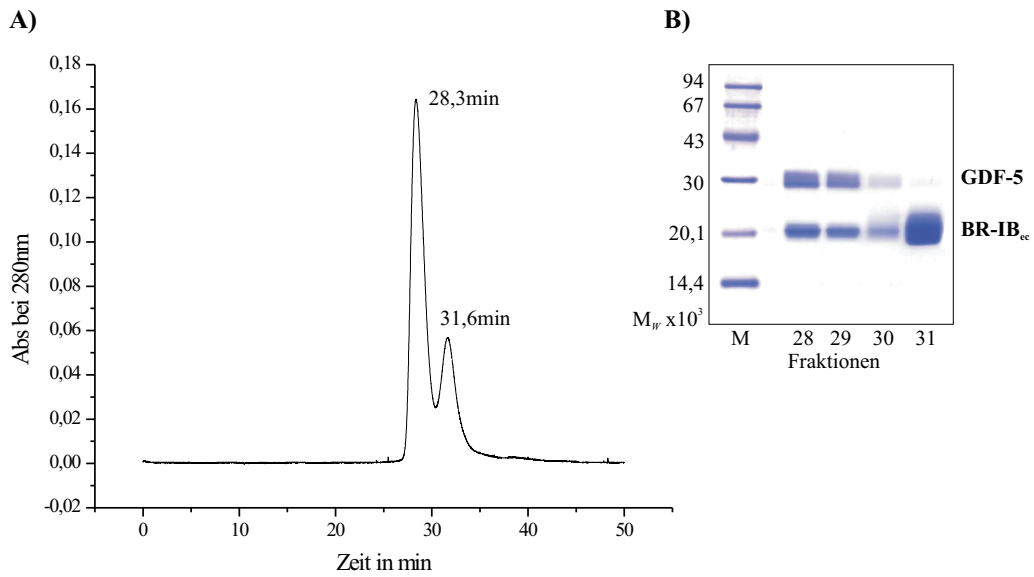 A)
0,18
0,16
0,14
0,12
0,10
0,08
0,06
0,04
0,02
0,00
-0,02
Abs bei 280nm
28,3min
31,6min
0 10 20 30 40 50
Zeit in min
B)
94
67
43
30
20,1
14,4
M_W x10³
GDF-5
BR-IB_ec
M 28 29 30 31
Fraktionen